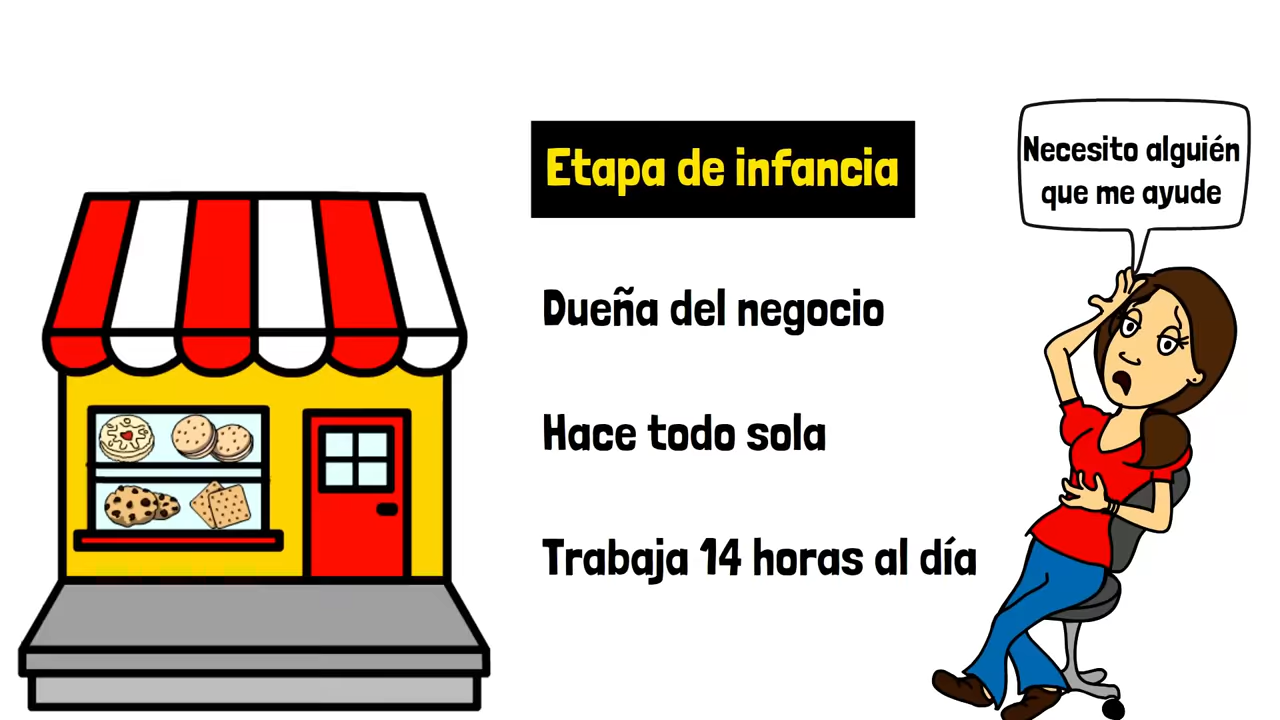 Etapa de infancia
Necesito alguién
que me ayude
Dueña del negocio
Hace todo sola
Trabaja 14 horas al día